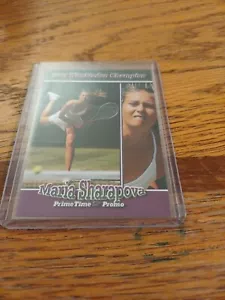 2004 Wimbledon Champion
Maria Sharapova
PrimeTime Promo